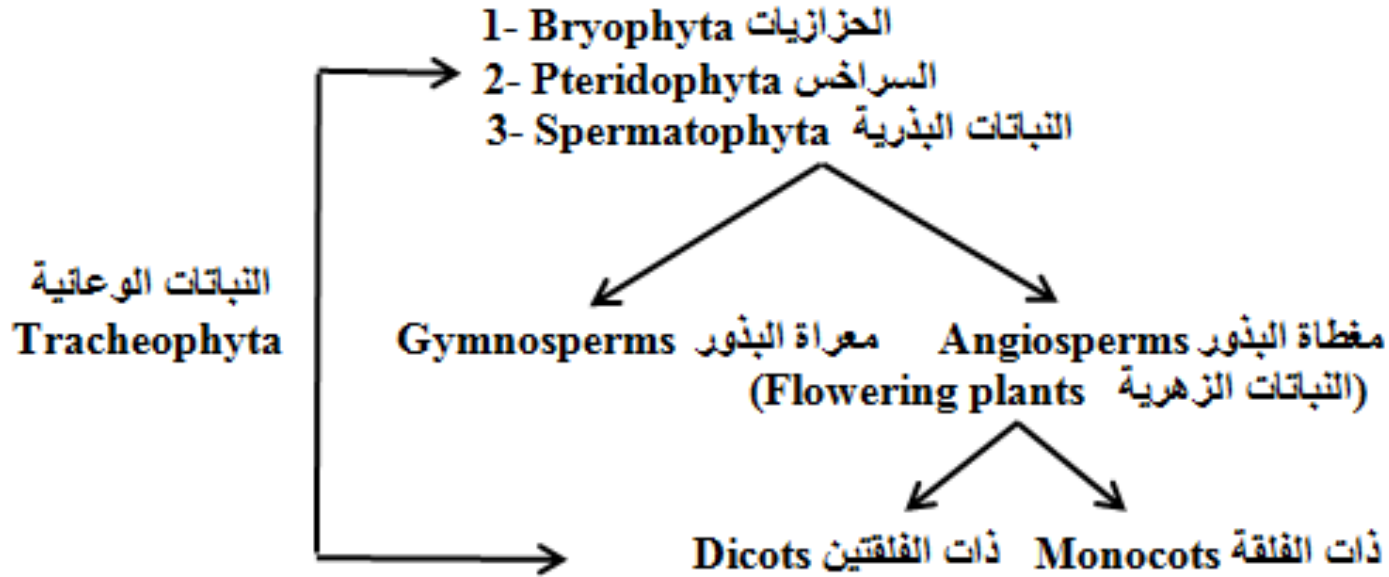 1- Bryophyta الحزازيات
2- Pteridophyta السراخس
3- Spermatophyta النباتات البذرية
النباتات الوعائية
Tracheophyta
Gymnosperms معراة البذور
Angiosperms مغطاة البذور
(Flowering plants النباتات الزهرية)
Dicots ذات الفلقتين
Monocots ذات الفلقة